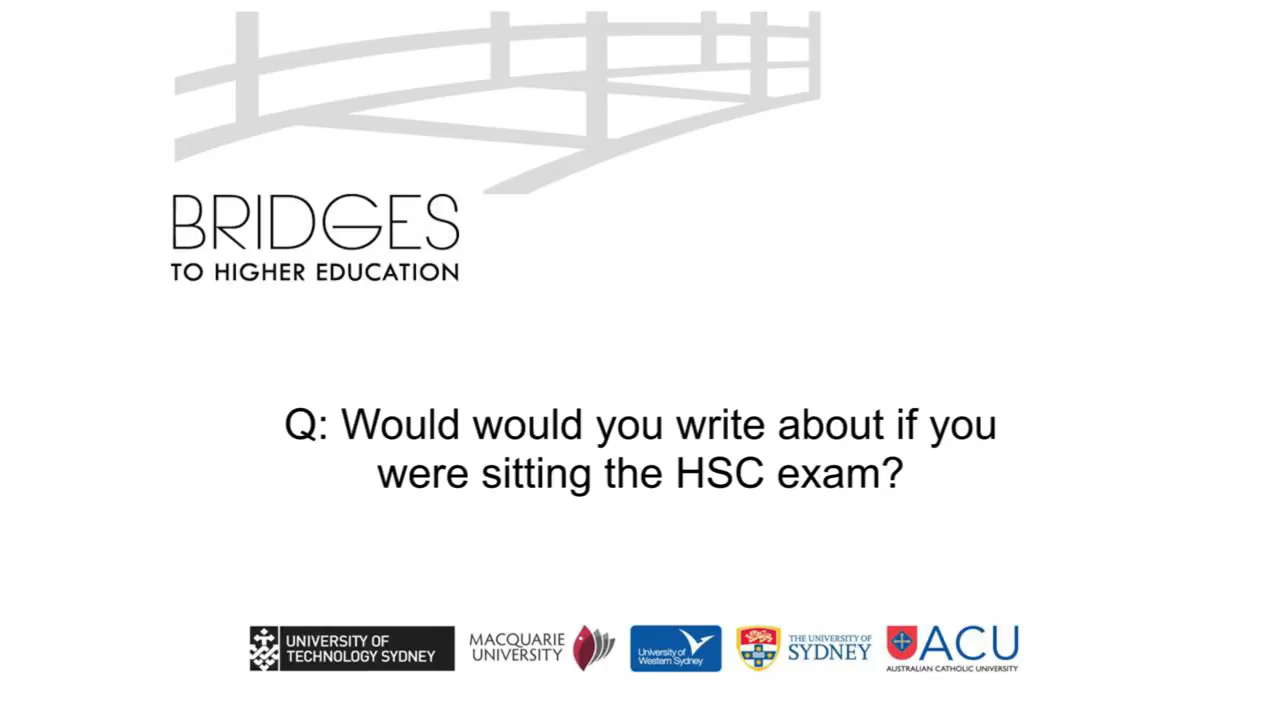 BRIDGES
TO HIGHER EDUCATION
Q: Would would you write about if you
were sitting the HSC exam?
UNIVERSITY OF
TECHNOLOGY SYDNEY
MACQUARIE
UNIVERSITY
University of
Western Sydney
THE UNIVERSITY OF
SYDNEY
ACU
AUSTRALIAN CATHOLIC UNIVERSITY